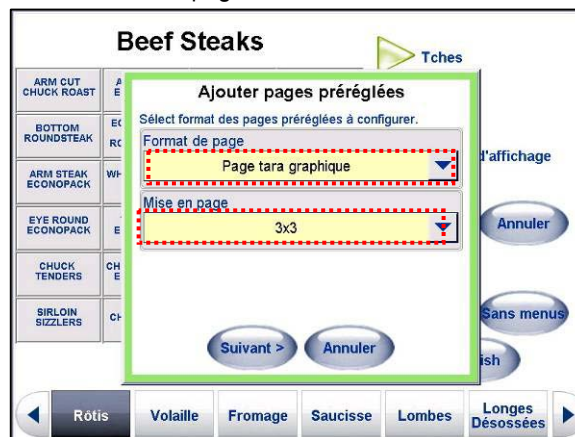 Beef Steaks
Tches
ARM CUT
CHUCK ROAST
BOTTOM
ROUNDSTEAK
ARM STEAK
ECONOPACK
EYE ROUND
ECONOPACK
CHUCK
TENDERS
SIRLOIN
SIZZLERS
Ajouter pages préréglées
Sélect format des pages préréglées à configurer.
Format de page
Page tara graphique
Mise en page
3x3
Suivant >
Annuler
d'affichage
Annuler
Sans menus
ish
Rôtis
Volaille
Fromage
Saucisse
Lombes
Longes
Désossées